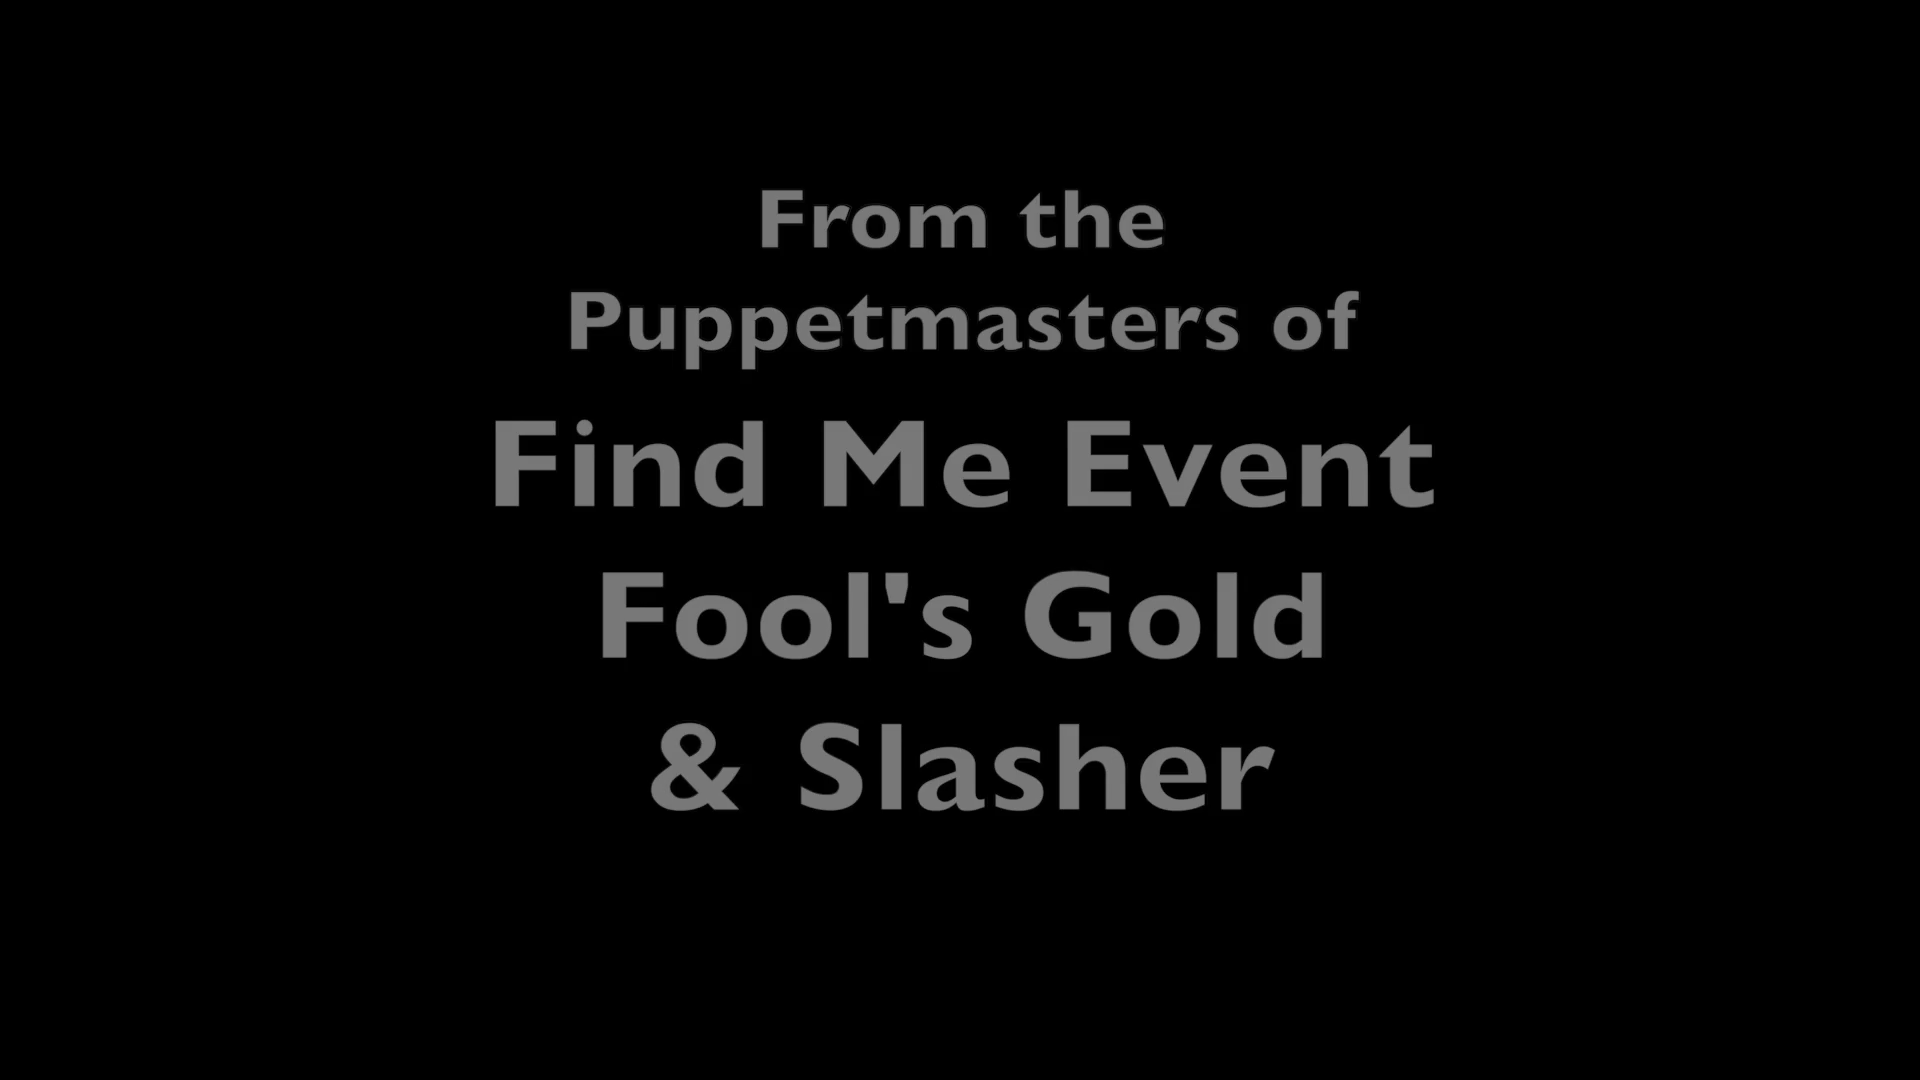 From the
Puppetmasters of
Find Me Event
Fool's Gold
& Slasher